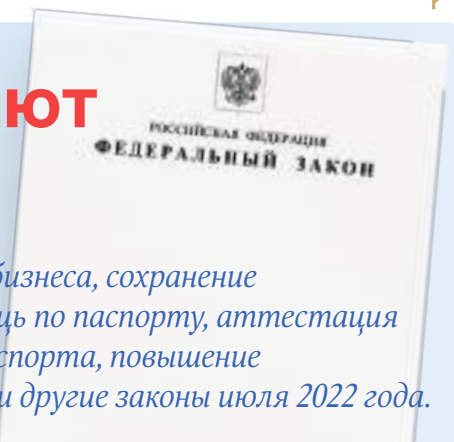 ют
РОССИЙСКАЯ ФЕДЕРАЦИЯ
ФЕДЕРАЛЬНЫЙ ЗАКОН
бизнеса, сохранение
щь по паспорту, аттестация
спорта, повышение
и другие законы июля 2022 года.